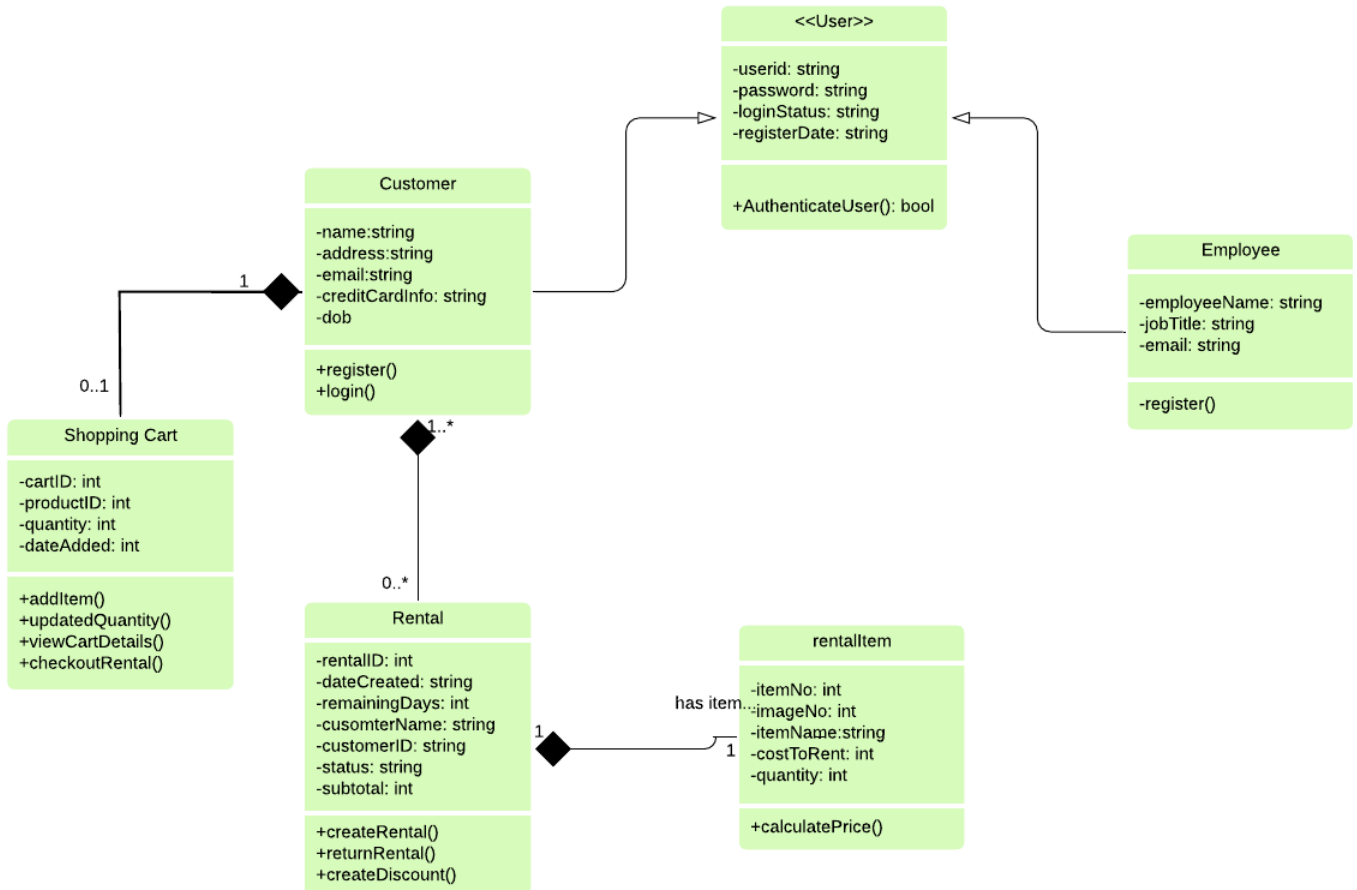 <<User>>
-userid: string
-password: string
-loginStatus: string
-registerDate: string
+AuthenticateUser(): bool
Customer
-name:string
-address:string
-email:string
-creditCardInfo: string
-dob
+register()
+login()
Employee
-employeeName: string
-jobTitle: string
-email: string
-register()
1
0..1
1..*
0..*
Shopping Cart
-cartID: int
-productID: int
-quantity: int
-dateAdded: int
+addItem()
+updatedQuantity()
+viewCartDetails()
+checkoutRental()
Rental
-rentalID: int
-dateCreated: string
-remainingDays: int
-cusomterName: string
-customerID: string
-status: string
-subtotal: int
+createRental()
+returnRental()
+createDiscount()
1
has item...
1
rentalItem
-itemNo: int
-imageNo: int
-itemName:string
-costToRent: int
-quantity: int
+calculatePrice()